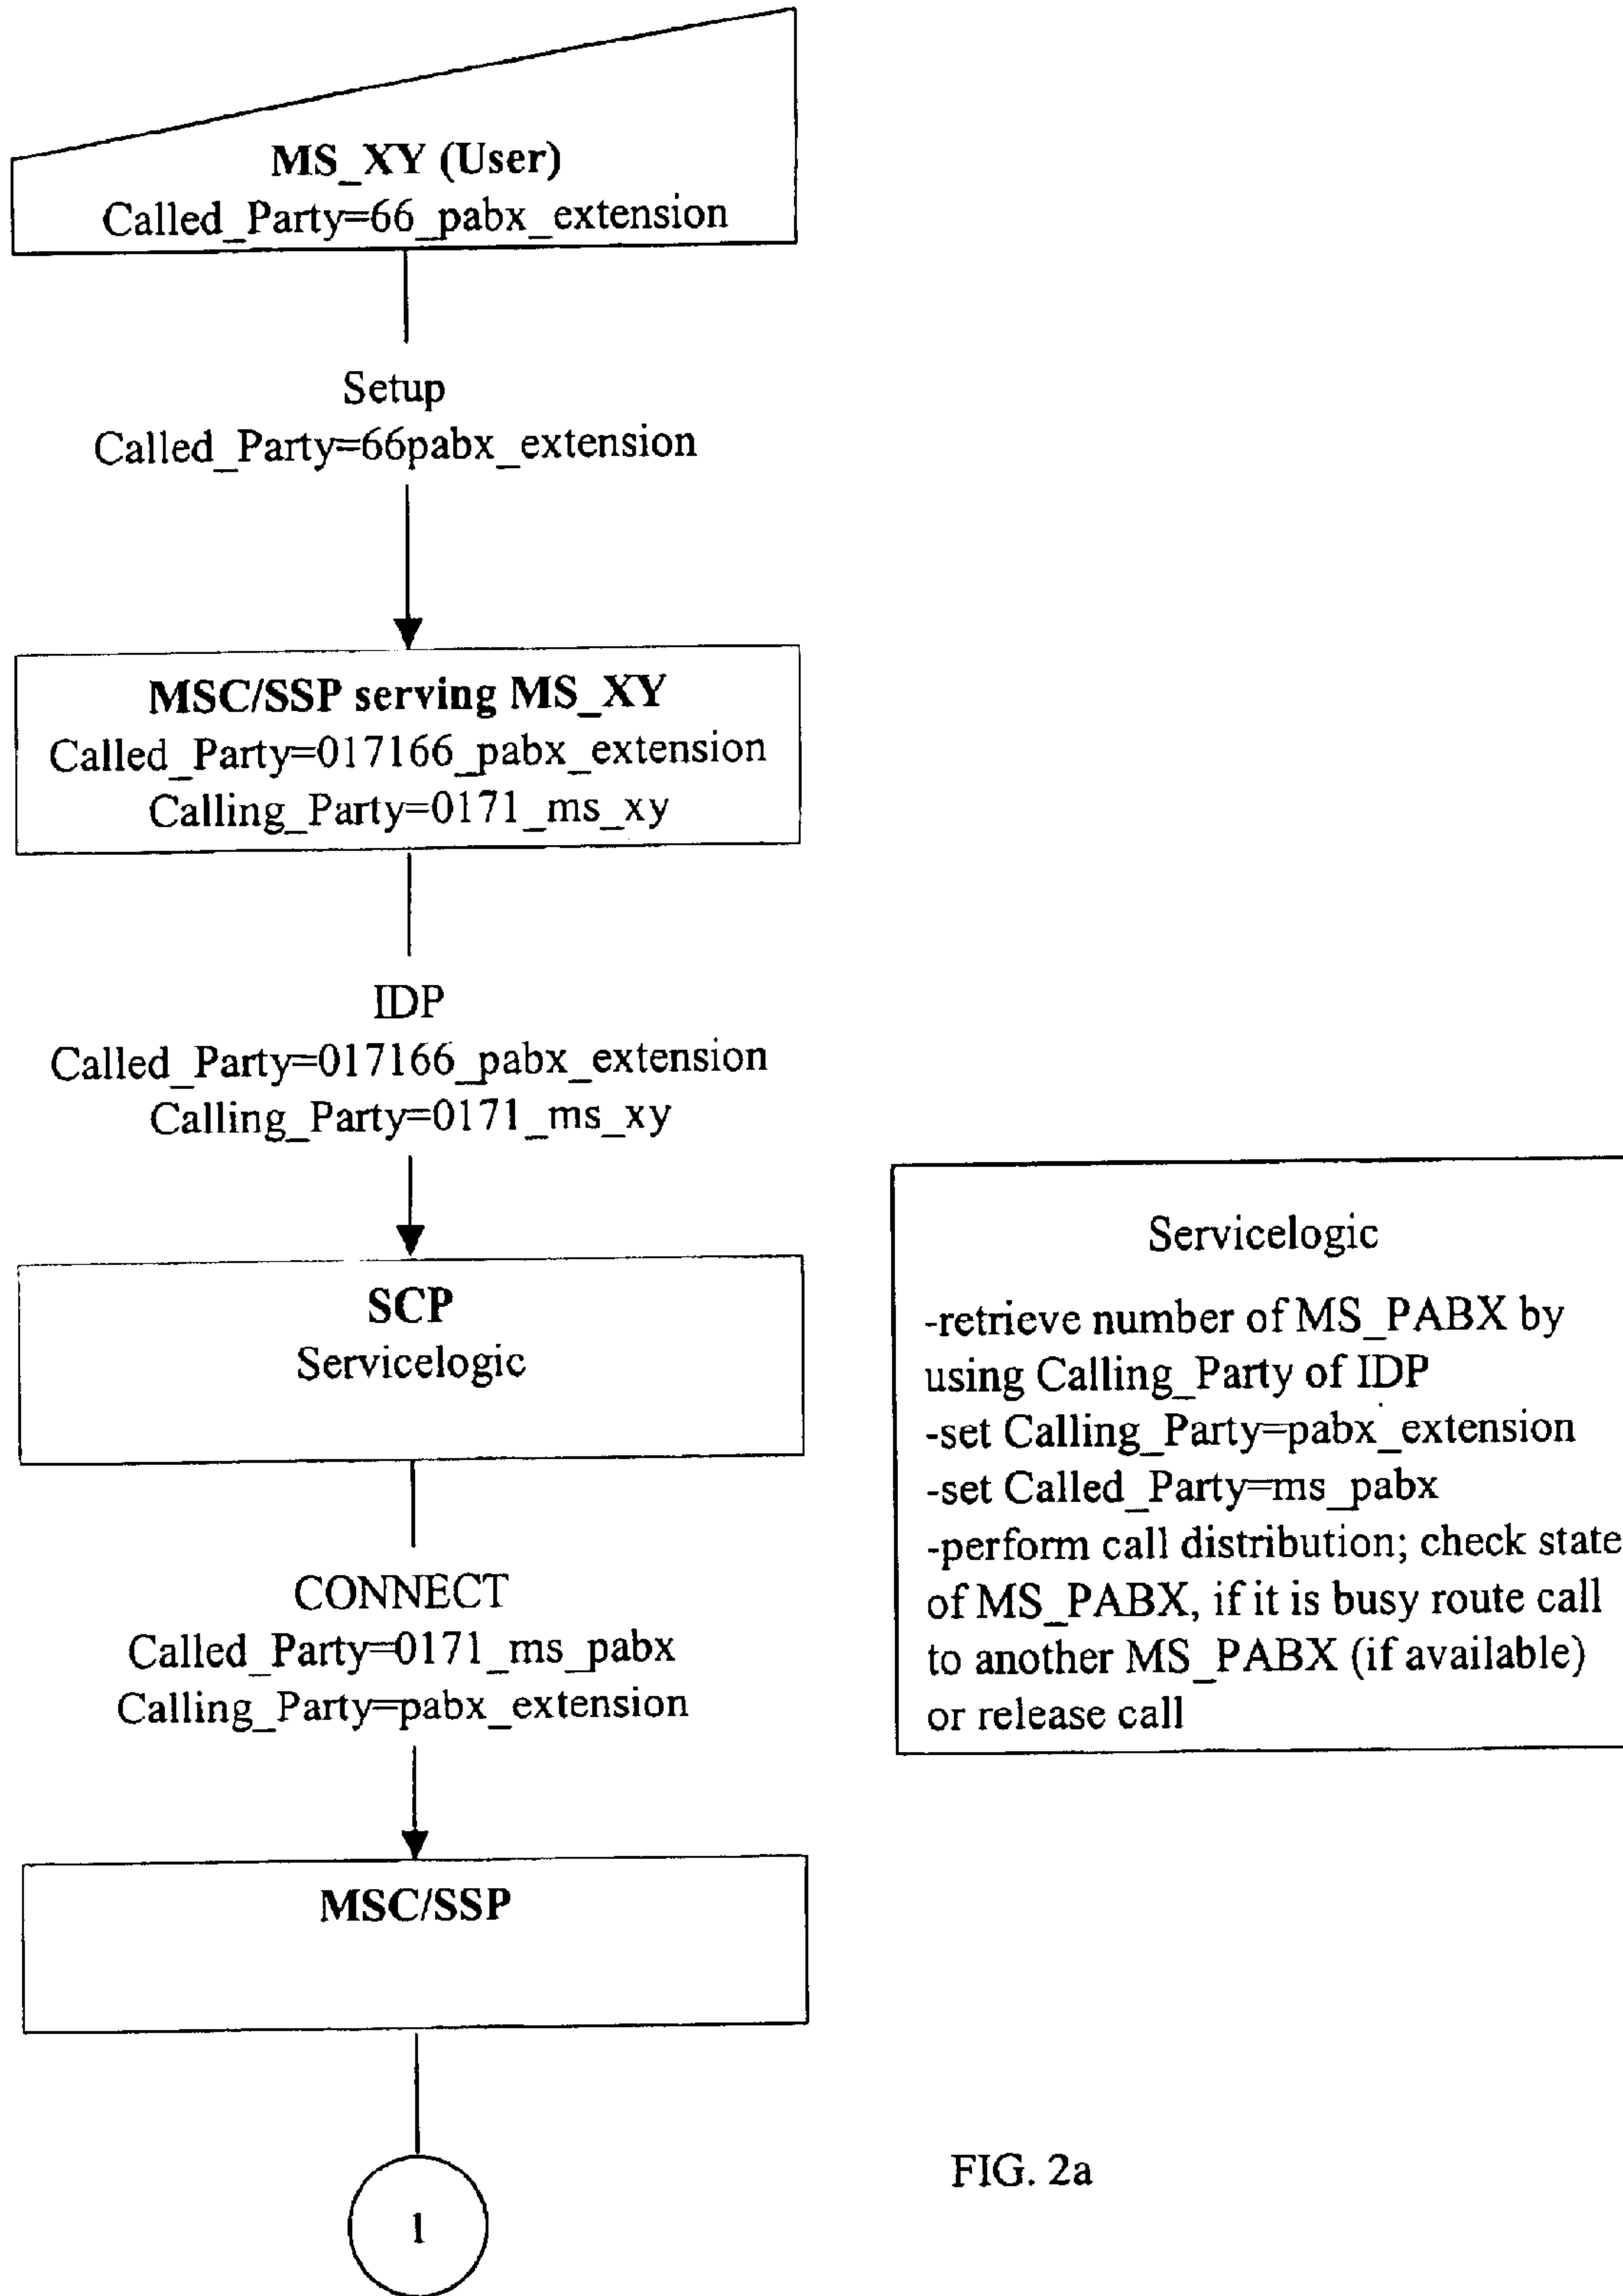 MS_XY (User)
Called_Party=66_pabx_extension
Setup
Called_Party=66pabx_extension
MSC/SSP serving MS_XY
Called_Party=017166_pabx_extension
Calling_Party=0171_ms_xy
IDP
Called_Party=017166_pabx_extension
Calling_Party=0171_ms_xy
SCP
Servicelogic
CONNECT
Called_Party=0171_ms_pabx
Calling_Party=pabx_extension
MSC/SSP
1
Servicelogic
-retrieve number of MS_PABX by
using Calling_Party of IDP
-set Calling_Party=pabx_extension
-set Called_Party=ms_pabx
-perform call distribution; check state
of MS_PABX, if it is busy route call
to another MS_PABX (if available)
or release call
FIG. 2a